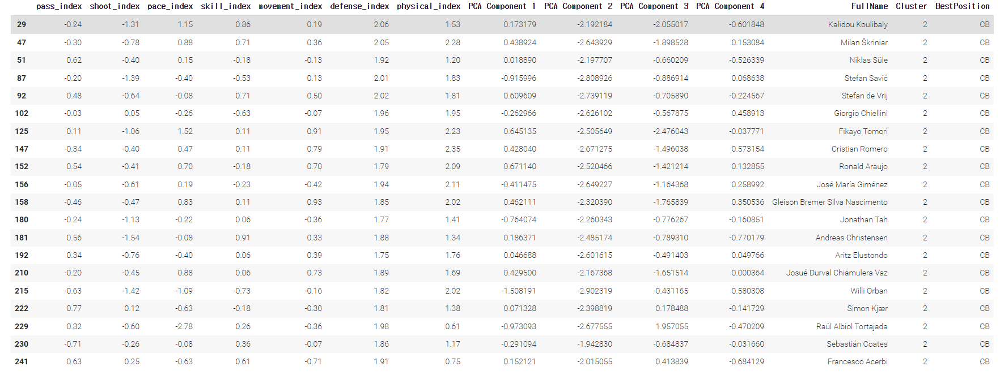 pass_index shoot_index pace_index skill_index movement_index defense_index physical_index PCA Component 1 PCA Component 2 PCA Component 3 PCA Component 4 FullName Cluster BestPosition
29 -0.24 -1.31 1.15 0.86 0.19 2.06 1.53 0.173179 -2.192184 -2.055017 -0.601848 Kalidou Koulibaly 2 CB
47 -0.30 -0.78 0.88 0.71 0.36 2.05 2.28 0.438924 -2.643929 -1.898528 0.153084 Milan Škriniar 2 CB
51 0.62 -0.40 0.15 -0.18 -0.13 1.92 1.20 0.018890 -2.197707 -0.660209 -0.526339 Niklas Süle 2 CB
87 -0.20 -1.39 -0.40 -0.53 0.13 2.01 1.83 -0.915996 -2.808926 -0.886914 0.068638 Stefan Savić 2 CB
92 0.48 -0.64 -0.08 0.71 0.50 2.02 1.81 0.609609 -2.739119 -0.705890 -0.224567 Stefan de Vrij 2 CB
102 -0.03 0.05 -0.26 -0.63 -0.07 1.96 1.95 -0.262966 -2.626102 -0.567875 0.458913 Giorgio Chiellini 2 CB
125 0.11 -1.06 1.52 0.11 0.91 1.95 2.23 0.645135 -2.505649 -2.476043 -0.037771 Fikayo Tomori 2 CB
147 -0.34 -0.40 0.47 0.11 0.79 1.91 2.35 0.428040 -2.671275 -1.496038 0.573154 Cristian Romero 2 CB
152 0.54 -0.41 0.70 -0.18 0.70 1.79 2.09 0.671140 -2.520466 -1.421214 0.132855 Ronald Araujo 2 CB
156 -0.05 -0.61 0.19 -0.23 -0.42 1.94 2.11 -0.411475 -2.649227 -1.164368 0.258992 José María Giménez 2 CB
158 -0.46 -0.47 0.83 0.11 0.93 1.85 2.02 0.462111 -2.320390 -1.765839 0.350536 Gleison Bremer Silva Nascimento 2 CB
180 -0.24 -1.13 -0.22 0.06 -0.36 1.77 1.41 -0.764074 -2.260343 -0.776267 -0.160851 Jonathan Tah 2 CB
181 0.56 -1.54 -0.08 0.91 0.33 1.88 1.34 0.186371 -2.485174 -0.789310 -0.770179 Andreas Christensen 2 CB
192 0.34 -0.76 -0.40 0.06 0.39 1.75 1.76 0.046688 -2.601615 -0.491403 0.049766 Aritz Elustondo 2 CB
210 -0.20 -0.45 0.88 0.06 0.73 1.89 1.69 0.429500 -2.167368 -1.651514 0.000364 Josué Durval Chiamulera Vaz 2 CB
215 -0.63 -1.42 -1.09 -0.73 -0.16 1.82 2.02 -1.508191 -2.902319 -0.431165 0.580308 Willi Orban 2 CB
222 0.77 0.12 -0.63 -0.18 -0.30 1.81 1.38 0.071328 -2.398819 0.178488 -0.141729 Simon Kjær 2 CB
229 0.32 -0.60 -2.78 0.26 -0.36 1.98 0.61 -0.973093 -2.677555 1.957055 -0.470209 Raúl Albiol Tortajada 2 CB
230 -0.71 -0.26 -0.08 0.36 -0.07 1.86 1.17 -0.291094 -1.942830 -0.684837 -0.031660 Sebastián Coates 2 CB
241 0.63 0.25 -0.63 0.61 -0.71 1.91 0.75 0.152121 -2.015055 0.413839 -0.684129 Francesco Acerbi 2 CB